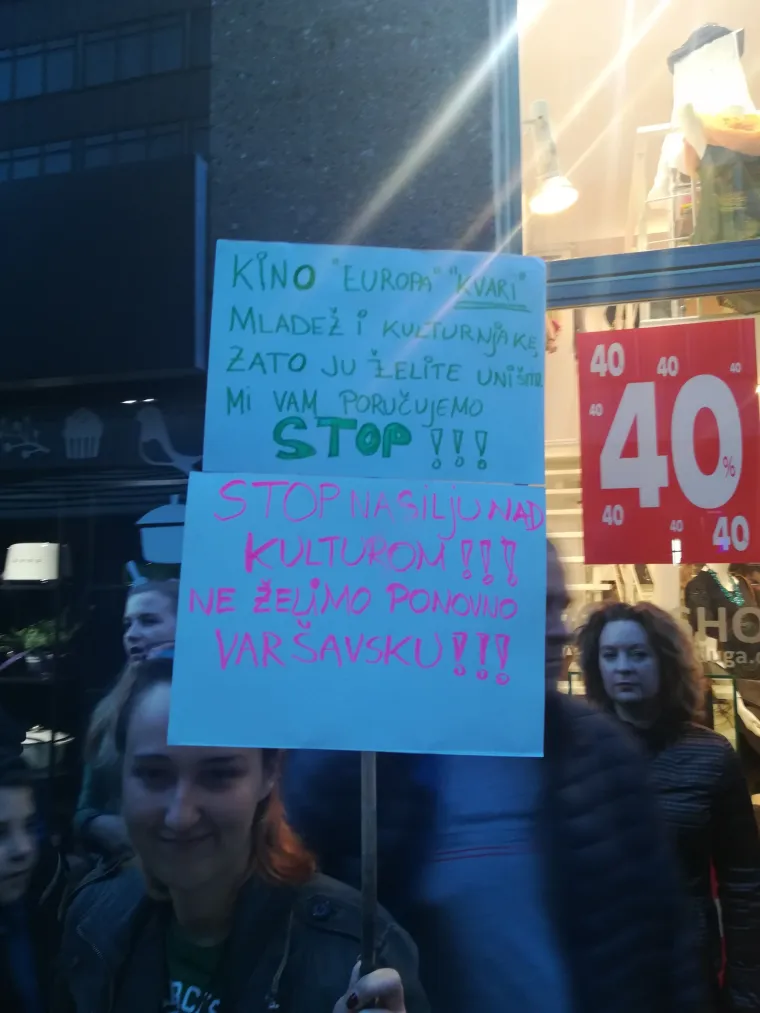 KINO "EUROPA" "KVARI"
MLADEŽ I KULTURNJAKE
ZATO JU ŽELITE UNIŠTITI
MI VAM PORUČUJEMO
STOP !!!
STOP NASILJU NAD
KULTUROM !!!
NE ŽELIMO PONOVNO
VARŠAVSKU !!!
40 40 40
40
40%
40 40 40
SHO